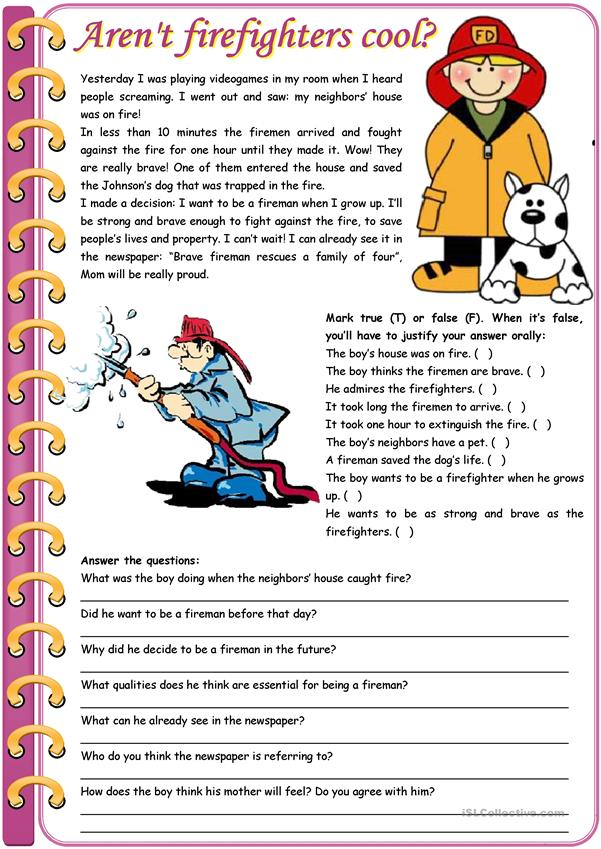 Aren't firefighters cool?
FD
Yesterday I was playing videogames in my room when I heard
people screaming. I went out and saw: my neighbors' house
was on fire!
In less than 10 minutes the firemen arrived and fought
against the fire for one hour until they made it. Wow! They
are really brave! One of them entered the house and saved
the Johnson's dog that was trapped in the fire.
I made a decision: I want to be a fireman when I grow up. I'll
be strong and brave enough to fight against the fire, to save
people's lives and property. I can't wait! I can already see it in
the newspaper: "Brave fireman rescues a family of four",
Mom will be really proud.
Mark true (T) or false (F). When it's false,
you'll have to justify your answer orally:
The boy's house was on fire. ( )
The boy thinks the firemen are brave. ( )
He admires the firefighters. ( )
It took long the firemen to arrive. ( )
It took one hour to extinguish the fire. ( )
The boy's neighbors have a pet. ( )
A fireman saved the dog's life. ( )
The boy wants to be a firefighter when he grows
up. ( )
He wants to be as strong and brave as the
firefighters. ( )
Answer the questions:
What was the boy doing when the neighbors' house caught fire?
Did he want to be a fireman before that day?
Why did he decide to be a fireman in the future?
What qualities does he think are essential for being a fireman?
What can he already see in the newspaper?
Who do you think the newspaper is referring to?
How does the boy think his mother will feel? Do you agree with him?
iSLCollective.com